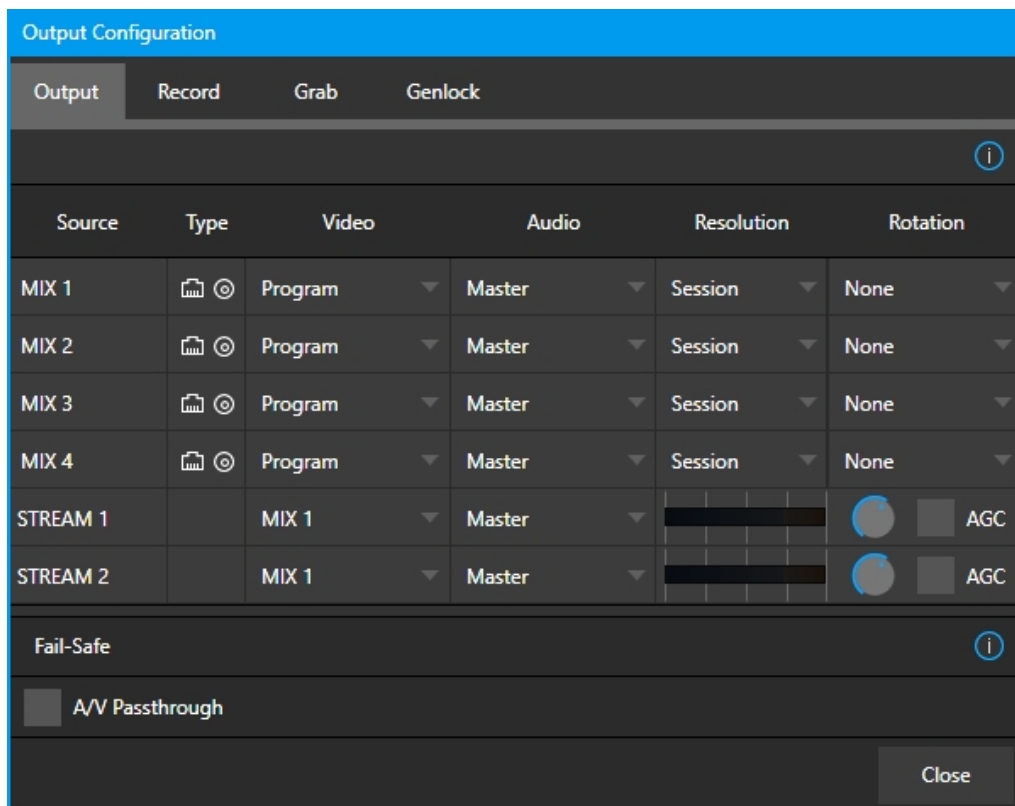 Output Configuration
Output Record Grab Genlock
Source Type Video Audio Resolution Rotation
MIX 1 Program Master Session None
MIX 2 Program Master Session None
MIX 3 Program Master Session None
MIX 4 Program Master Session None
STREAM 1 MIX 1 Master AGC
STREAM 2 MIX 1 Master AGC
Fail-Safe
A/V Passthrough
Close